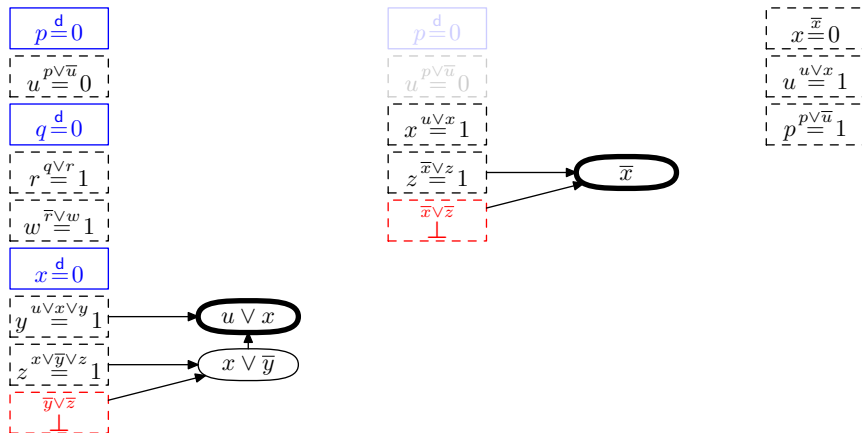 p =ᵈ 0
u =^{p∨u̅} 0
q =ᵈ 0
r =^{q∨r} 1
w =^{r̅∨w} 1
x =ᵈ 0
y =^{u∨x∨y} 1
u ∨ x
z =^{x∨y̅∨z} 1
x ∨ y̅
y̅∨z̅
⊥
p =ᵈ 0
u =^{p∨u̅} 0
x =^{u∨x} 1
z =^{x̅∨z} 1
x̅
x̅∨z̅
⊥
x =^{x̅} 0
u =^{u∨x} 1
p =^{p∨u̅} 1